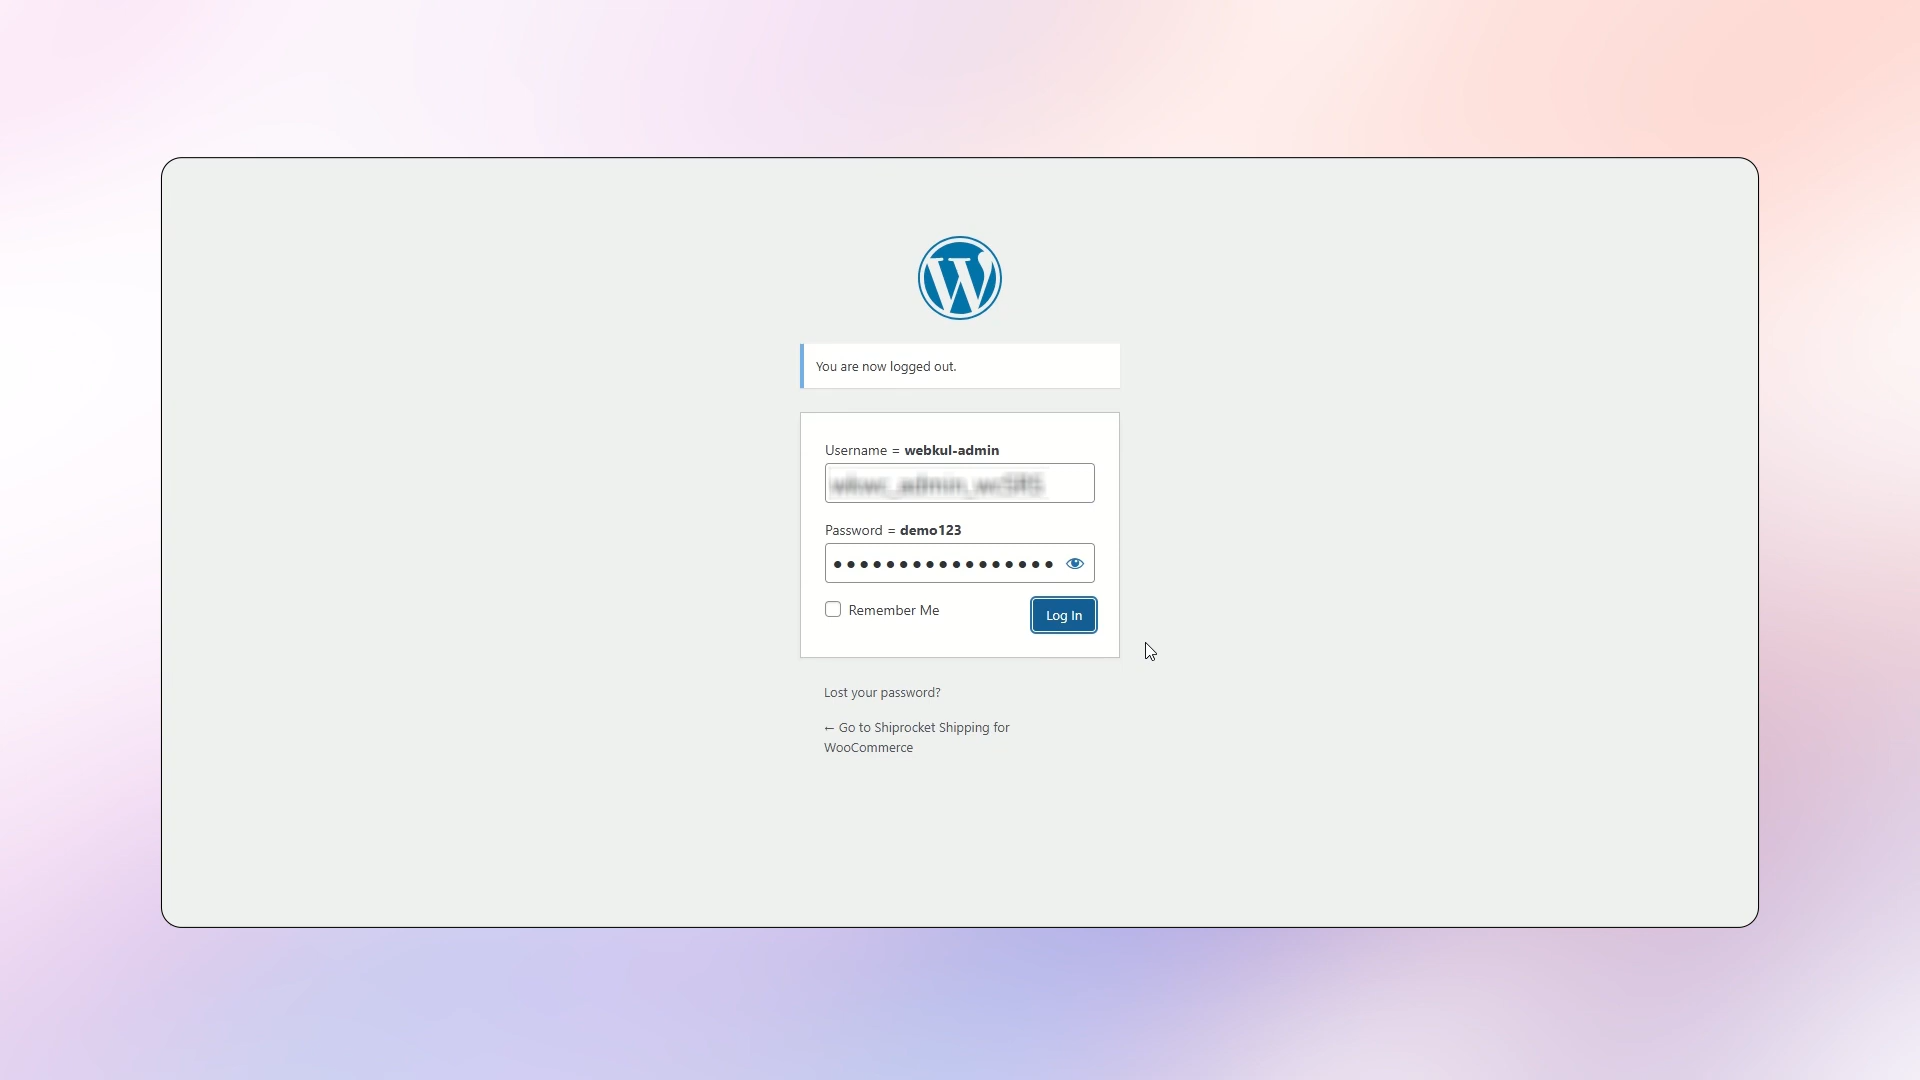 You are now logged out.
Username = webkul-admin
Password = demo123
Remember Me
Log In
Lost your password?
← Go to Shiprocket Shipping for
WooCommerce